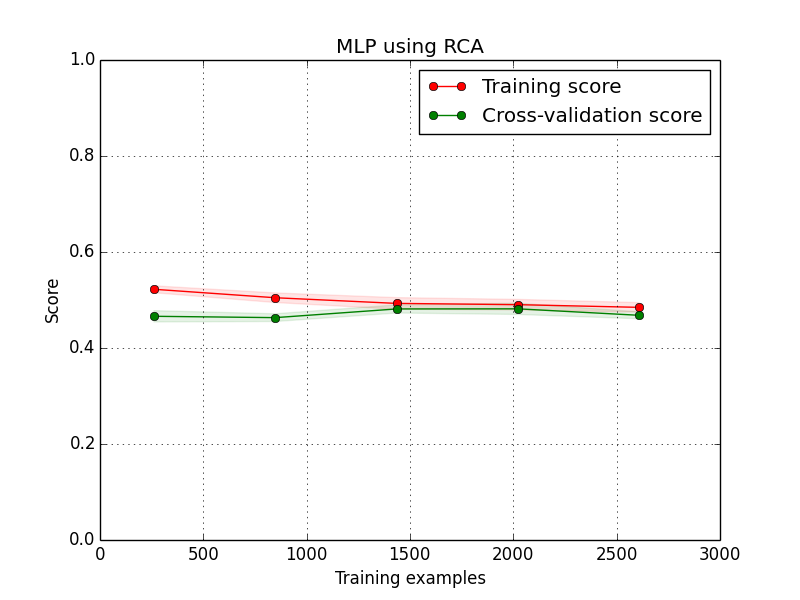 MLP using RCA
1.0
Training score
Cross-validation score
0.8
0.6
Score
0.4
0.2
0.0
0 500 1000 1500 2000 2500 3000
Training examples